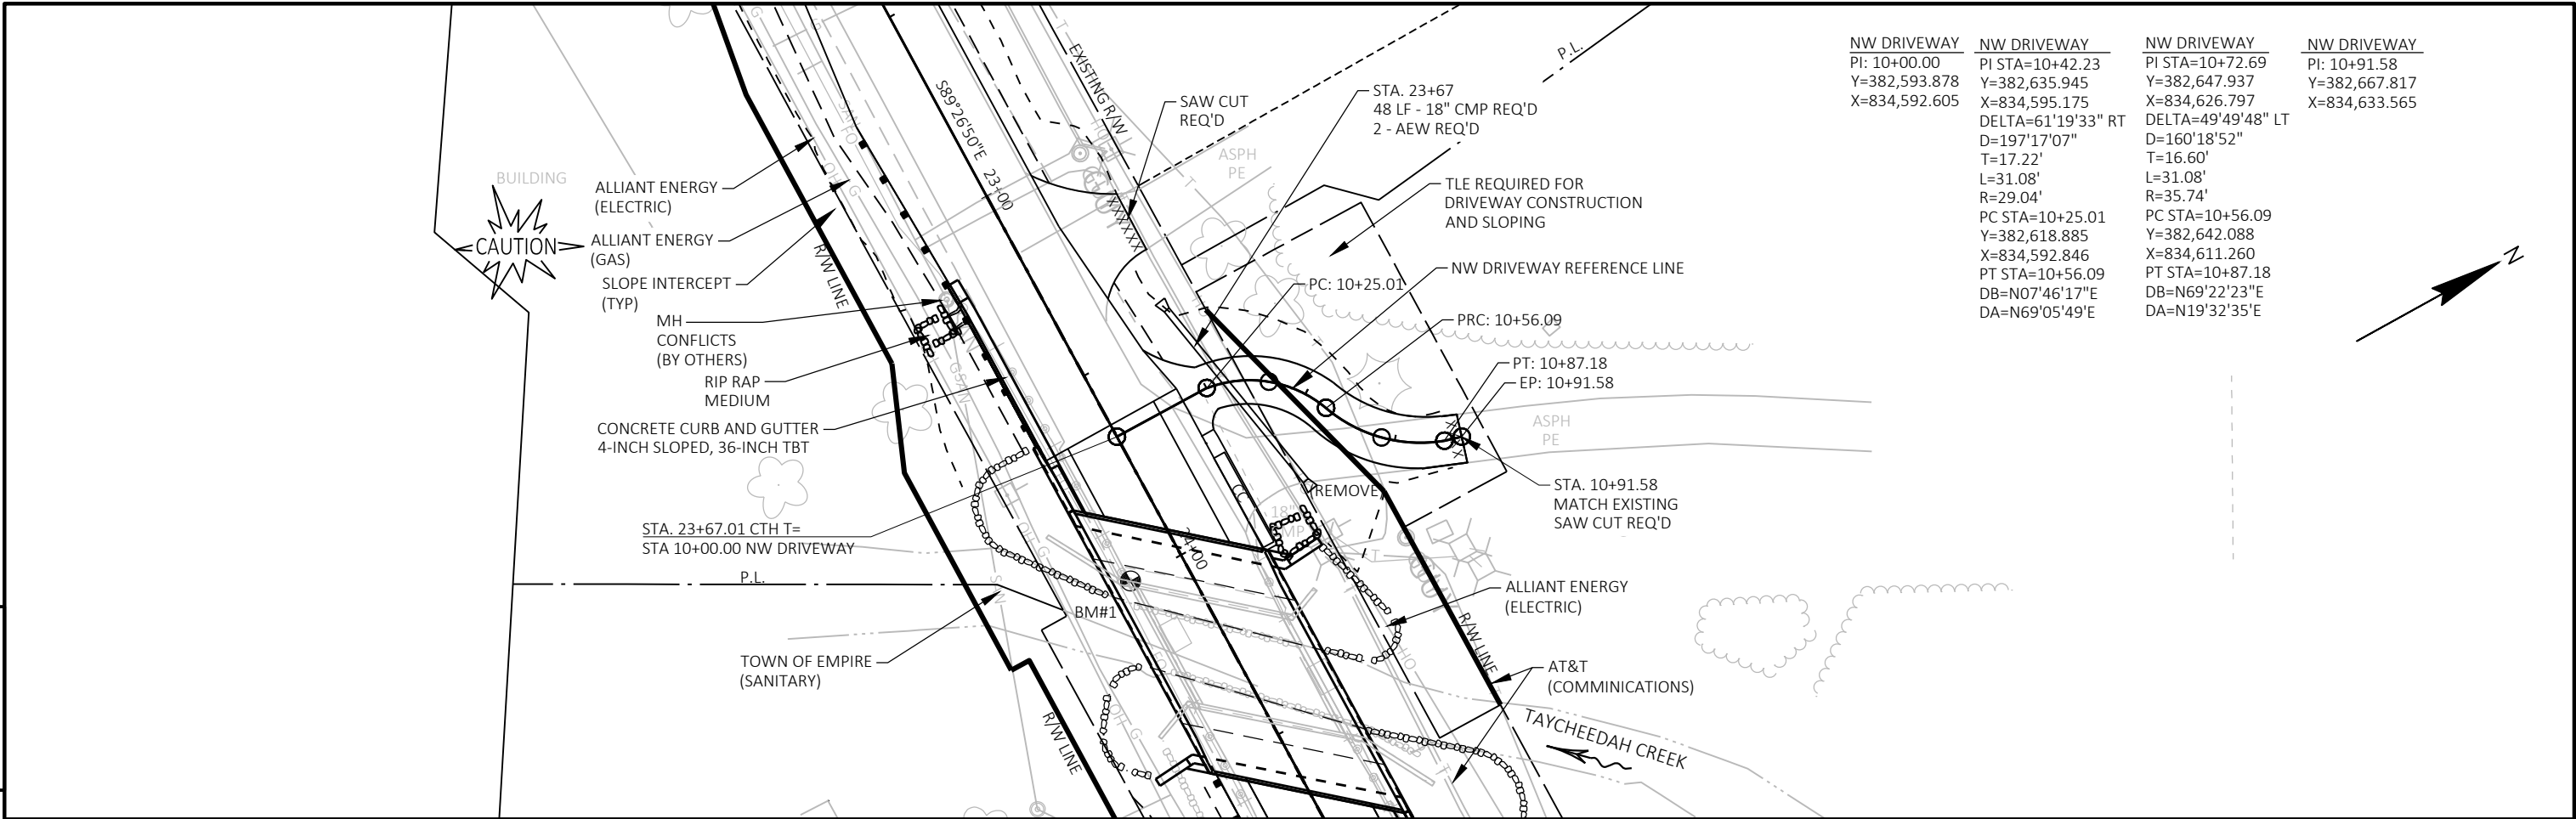 NW DRIVEWAY
PI: 10+00.00
Y=382,593.878
X=834,592.605
NW DRIVEWAY
PI STA=10+42.23
Y=382,635.945
X=834,595.175
DELTA=61°19'33" RT
D=197°17'07"
T=17.22'
L=31.08'
R=29.04'
PC STA=10+25.01
Y=382,618.885
X=834,592.846
PT STA=10+56.09
DB=N07°46'17"E
DA=N69°05'49'E
NW DRIVEWAY
PI STA=10+72.69
Y=382,647.937
X=834,626.797
DELTA=49°49'48" LT
D=160°18'52"
T=16.60'
L=31.08'
R=35.74'
PC STA=10+56.09
Y=382,642.088
X=834,611.260
PT STA=10+87.18
DB=N69°22'23"E
DA=N19°32'35'E
NW DRIVEWAY
PI: 10+91.58
Y=382,667.817
X=834,633.565
P.L.
EXISTING R/W
SAW CUT
REQ'D
STA. 23+67
48 LF - 18" CMP REQ'D
2 - AEW REQ'D
S89°26'50"E
23+00
ASPH
PE
TLE REQUIRED FOR
DRIVEWAY CONSTRUCTION
AND SLOPING
BUILDING
CAUTION
ALLIANT ENERGY
(ELECTRIC)
ALLIANT ENERGY
(GAS)
SLOPE INTERCEPT
(TYP)
R/W LINE
NW DRIVEWAY REFERENCE LINE
PC: 10+25.01
N
MH
CONFLICTS
(BY OTHERS)
PRC: 10+56.09
PT: 10+87.18
EP: 10+91.58
RIP RAP
MEDIUM
CONCRETE CURB AND GUTTER
4-INCH SLOPED, 36-INCH TBT
ASPH
PE
STA. 10+91.58
MATCH EXISTING
SAW CUT REQ'D
(REMOVE)
18"
STA. 23+67.01 CTH T=
STA 10+00.00 NW DRIVEWAY
24+00
P.L.
BM#1
ALLIANT ENERGY
(ELECTRIC)
R/W LINE
TOWN OF EMPIRE
(SANITARY)
AT&T
(COMMINICATIONS)
R/W LINE
TAYCHEEDAH CREEK